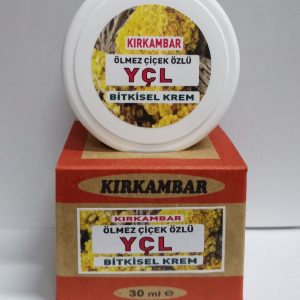 KIRKAMBAR
ÖLMEZ ÇİÇEK ÖZLÜ
YÇL
BİTKİSEL KREM
KIRKAMBAR
KIRKAMBAR
ÖLMEZ ÇİÇEK ÖZLÜ
YÇL
BİTKİSEL KREM
30 ml ℮